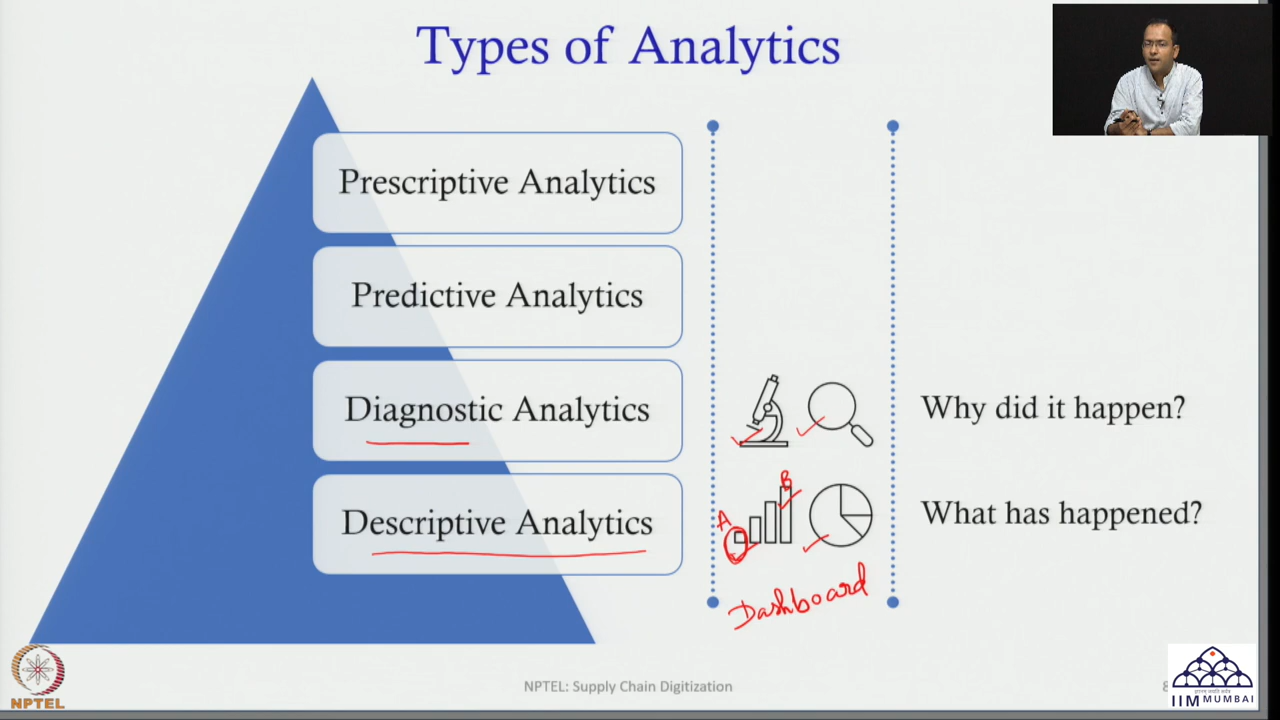 Types of Analytics
Prescriptive Analytics
Predictive Analytics
Diagnostic Analytics
Why did it happen?
Descriptive Analytics
A
B
What has happened?
Dashboard
NPTEL
NPTEL: Supply Chain Digitization
IIM MUMBAI